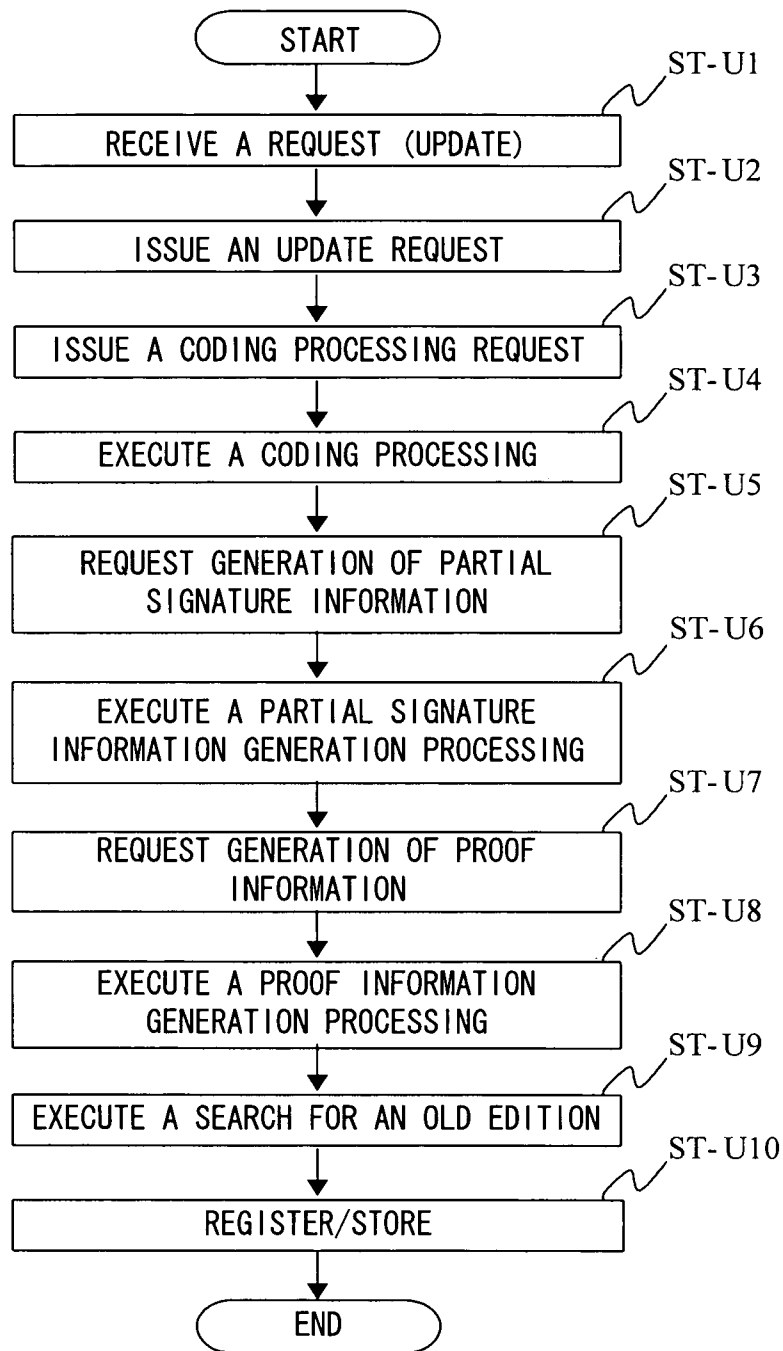 START
ST-U1
RECEIVE A REQUEST (UPDATE)
ST-U2
ISSUE AN UPDATE REQUEST
ST-U3
ISSUE A CODING PROCESSING REQUEST
ST-U4
EXECUTE A CODING PROCESSING
ST-U5
REQUEST GENERATION OF PARTIAL
SIGNATURE INFORMATION
ST-U6
EXECUTE A PARTIAL SIGNATURE
INFORMATION GENERATION PROCESSING
ST-U7
REQUEST GENERATION OF PROOF
INFORMATION
ST-U8
EXECUTE A PROOF INFORMATION
GENERATION PROCESSING
ST-U9
EXECUTE A SEARCH FOR AN OLD EDITION
ST-U10
REGISTER/STORE
END